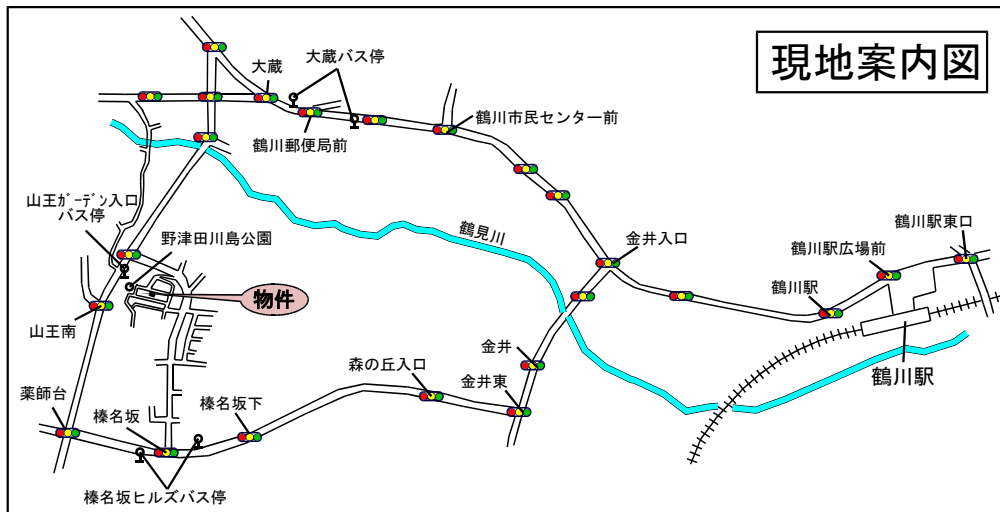 現地案内図
大蔵
大蔵バス停
鶴川市民センター前
鶴川郵便局前
山王ガーデン入口
バス停
野津田川島公園
鶴見川
金井入口
鶴川駅東口
鶴川駅広場前
鶴川駅
物件
山王南
鶴川駅
金井
森の丘入口
金井東
薬師台
榛名坂
榛名坂下
榛名坂ヒルズバス停